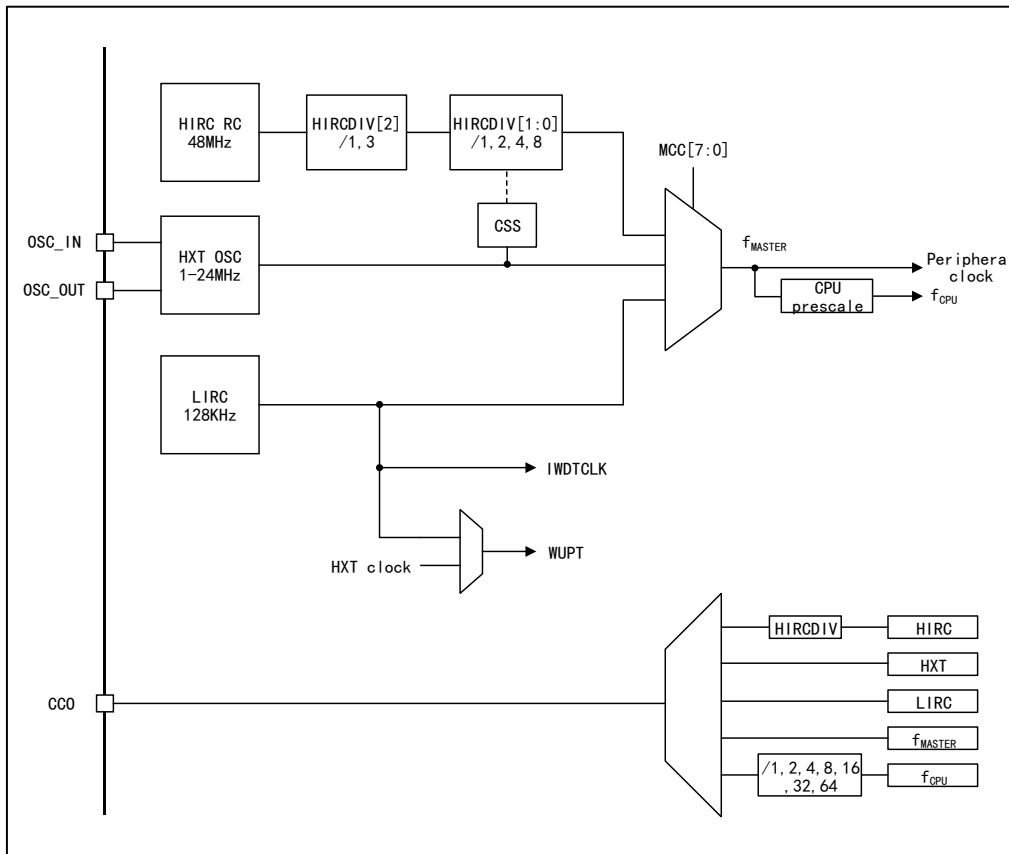 HIRC RC
48MHz
HIRCDIV[2]
/1, 3
HIRCDIV[1:0]
/1, 2, 4, 8
MCC[7:0]
CSS
OSC_IN
OSC_OUT
HXT OSC
1-24MHz
fMASTER
Periphera
clock
CPU
prescale
fCPU
LIRC
128KHz
IWDTCLK
HXT clock
WUPT
HIRCDIV
HIRC
HXT
CCO
LIRC
fMASTER
/1, 2, 4, 8, 16
, 32, 64
fCPU